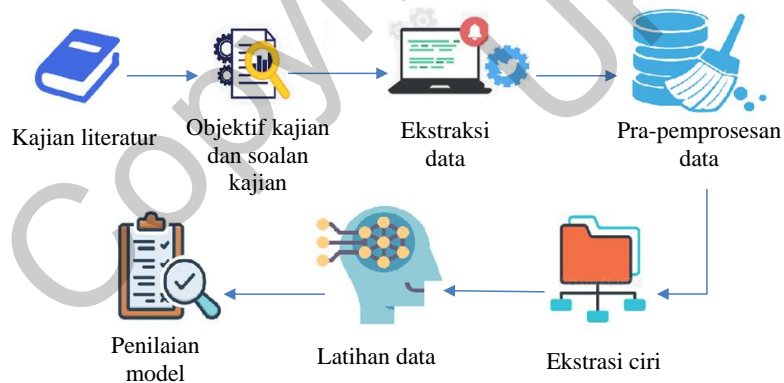 Kajian literatur
Objektif kajian
dan soalan
kajian
Ekstraksi
data
Pra-pemprosesan
data
Penilaian
model
Latihan data
Ekstrasi ciri